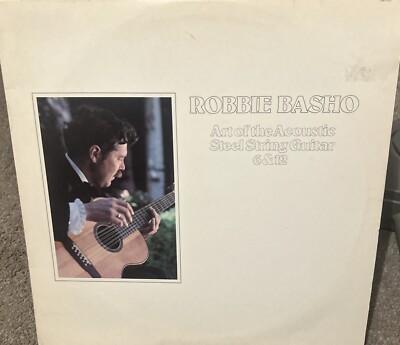 ROBBIE BASHO
Art of the Acoustic
Steel String Guitar
6 & 12